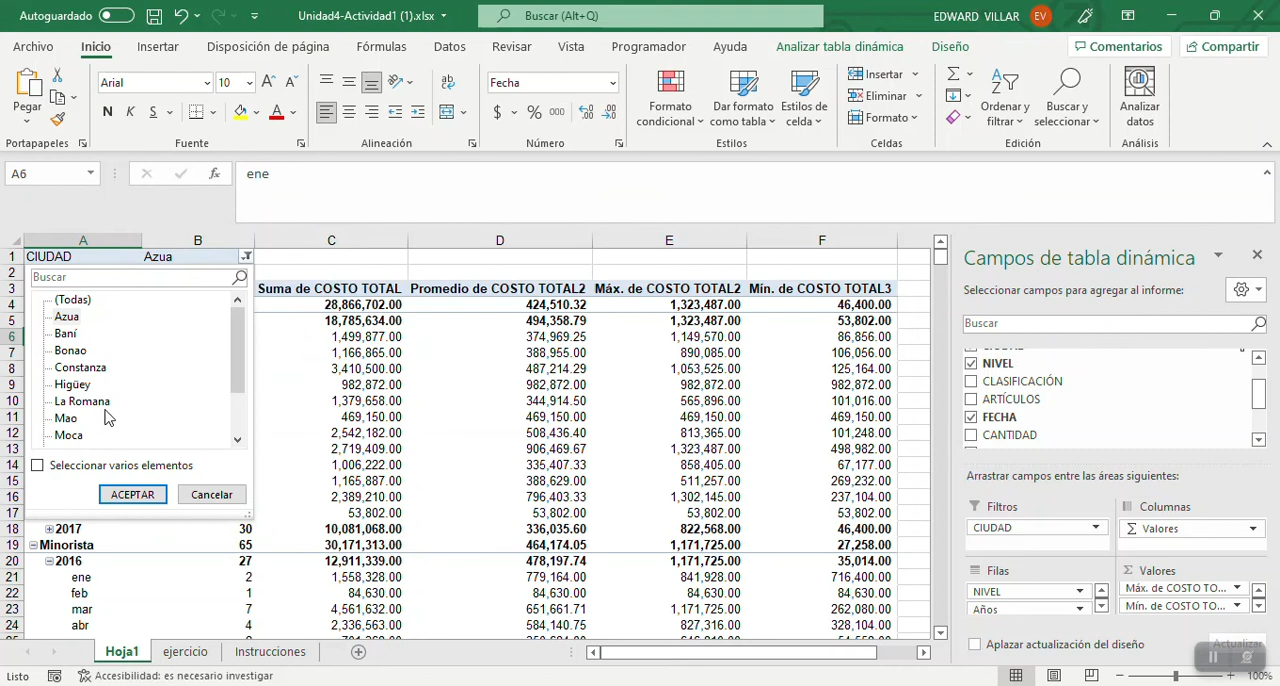 Autoguardado Unidad4-Actividad1 (1).xlsx Buscar (Alt+Q) EDWARD VILLAR EV
Archivo Inicio Insertar Disposición de página Fórmulas Datos Revisar Vista Programador Ayuda Analizar tabla dinámica Diseño Comentarios Compartir
Pegar
Arial 10
N K S
Fecha
$ % 000
Formato condicional
Dar formato como tabla
Estilos de celda
Insertar
Eliminar
Formato
Ordenar y filtrar
Buscar y seleccionar
Analizar datos
Portapapeles Fuente Alineación Número Estilos Celdas Edición Análisis
A6 fx ene
A B C D E F
1 CIUDAD Azua
2
3 Suma de COSTO TOTAL Promedio de COSTO TOTAL2 Máx. de COSTO TOTAL2 Mín. de COSTO TOTAL3
4 28,866,702.00 424,510.32 1,323,487.00 46,400.00
5 18,785,634.00 494,358.79 1,323,487.00 53,802.00
6 1,499,877.00 374,969.25 1,149,570.00 86,856.00
7 1,166,865.00 388,955.00 890,085.00 106,056.00
8 3,410,500.00 487,214.29 1,053,525.00 125,164.00
9 982,872.00 982,872.00 982,872.00 982,872.00
10 1,379,658.00 344,914.50 565,896.00 101,016.00
11 469,150.00 469,150.00 469,150.00 469,150.00
12 2,542,182.00 508,436.40 813,365.00 101,248.00
13 2,719,409.00 906,469.67 1,323,487.00 498,982.00
14 1,006,222.00 335,407.33 858,405.00 67,177.00
15 1,165,887.00 388,629.00 511,257.00 269,232.00
16 2,389,210.00 796,403.33 1,302,145.00 237,104.00
17 53,802.00 53,802.00 53,802.00 53,802.00
18 2017 30 10,081,068.00 336,035.60 822,568.00 46,400.00
19 Minorista 65 30,171,313.00 464,174.05 1,171,725.00 27,258.00
20 2016 27 12,911,339.00 478,197.74 1,171,725.00 35,014.00
21 ene 2 1,558,328.00 779,164.00 841,928.00 716,400.00
22 feb 1 84,630.00 84,630.00 84,630.00 84,630.00
23 mar 7 4,561,632.00 651,661.71 1,171,725.00 262,080.00
24 abr 4 2,336,563.00 584,140.75 827,316.00 328,104.00
Buscar
(Todas)
Azua
Baní
Bonao
Constanza
Higüey
La Romana
Mao
Moca
Seleccionar varios elementos
ACEPTAR Cancelar
Campos de tabla dinámica
Seleccionar campos para agregar al informe:
Buscar
NIVEL
CLASIFICACIÓN
ARTÍCULOS
FECHA
CANTIDAD
Arrastrar campos entre las áreas siguientes:
Filtros Columnas
CIUDAD Σ Valores
Filas Σ Valores
NIVEL Máx. de COSTO TO...
Años Mín. de COSTO TO...
Aplazar actualización del diseño Actualizar
Hoja1 ejercicio Instrucciones
Listo Accesibilidad: es necesario investigar 100%